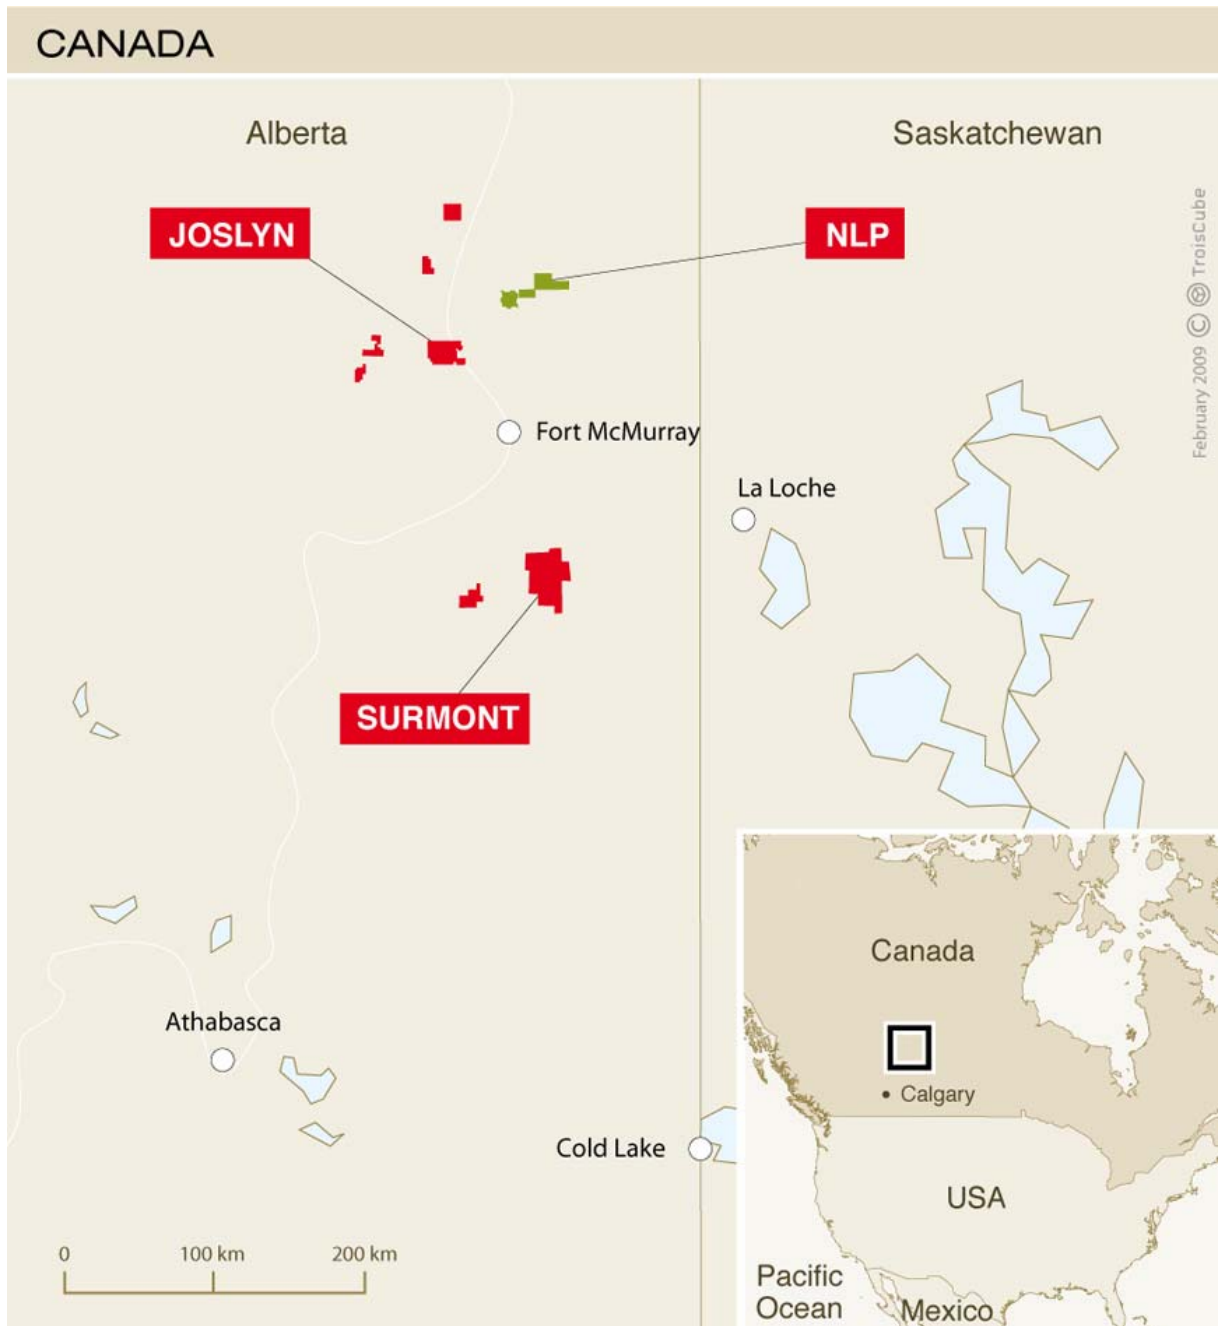 CANADA
Alberta
Saskatchewan
JOSLYN
NLP
February 2009 © TroisCube
Fort McMurray
La Loche
SURMONT
Athabasca
Cold Lake
0 100 km 200 km
Canada
Calgary
USA
Pacific
Ocean
Mexico